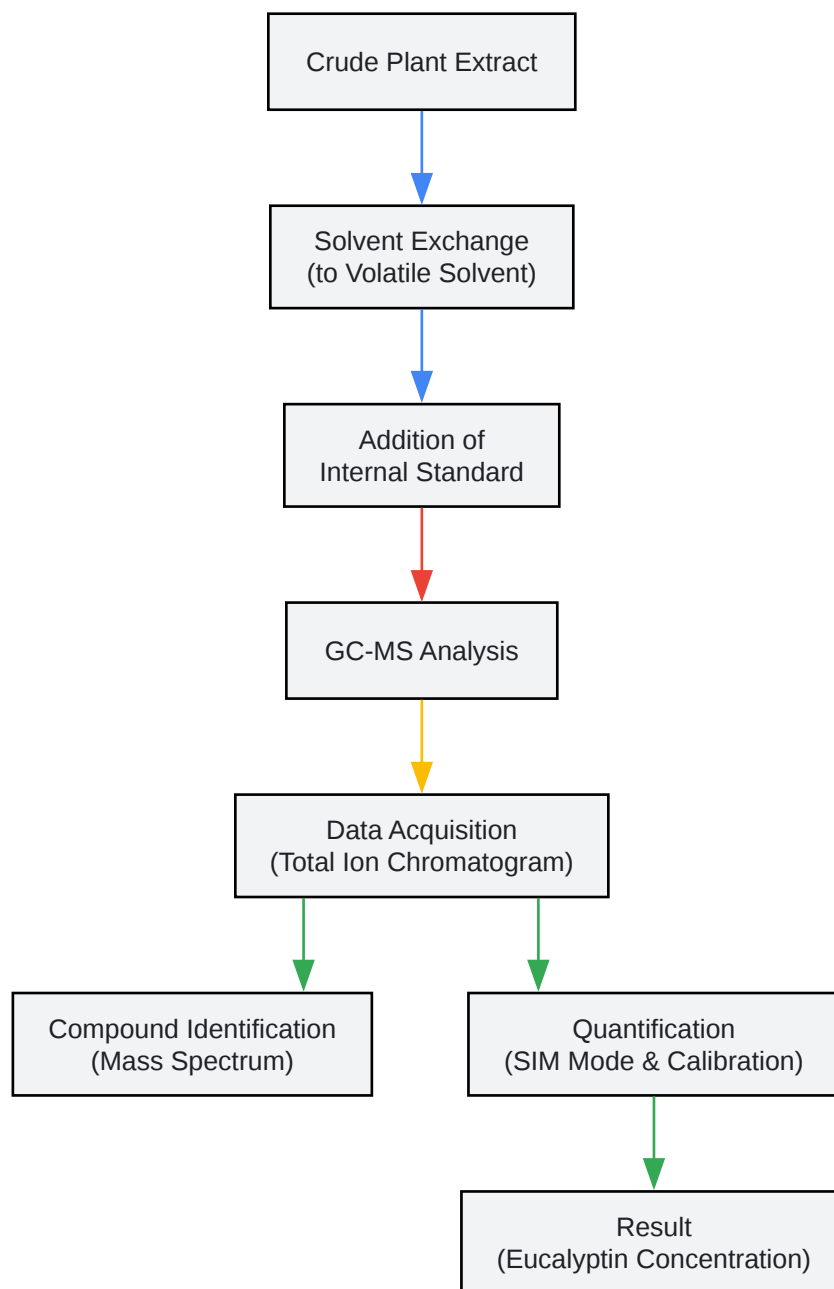 Crude Plant Extract
Solvent Exchange
(to Volatile Solvent)
Addition of
Internal Standard
GC-MS Analysis
Data Acquisition
(Total Ion Chromatogram)
Compound Identification
(Mass Spectrum)
Quantification
(SIM Mode & Calibration)
Result
(Eucalyptin Concentration)